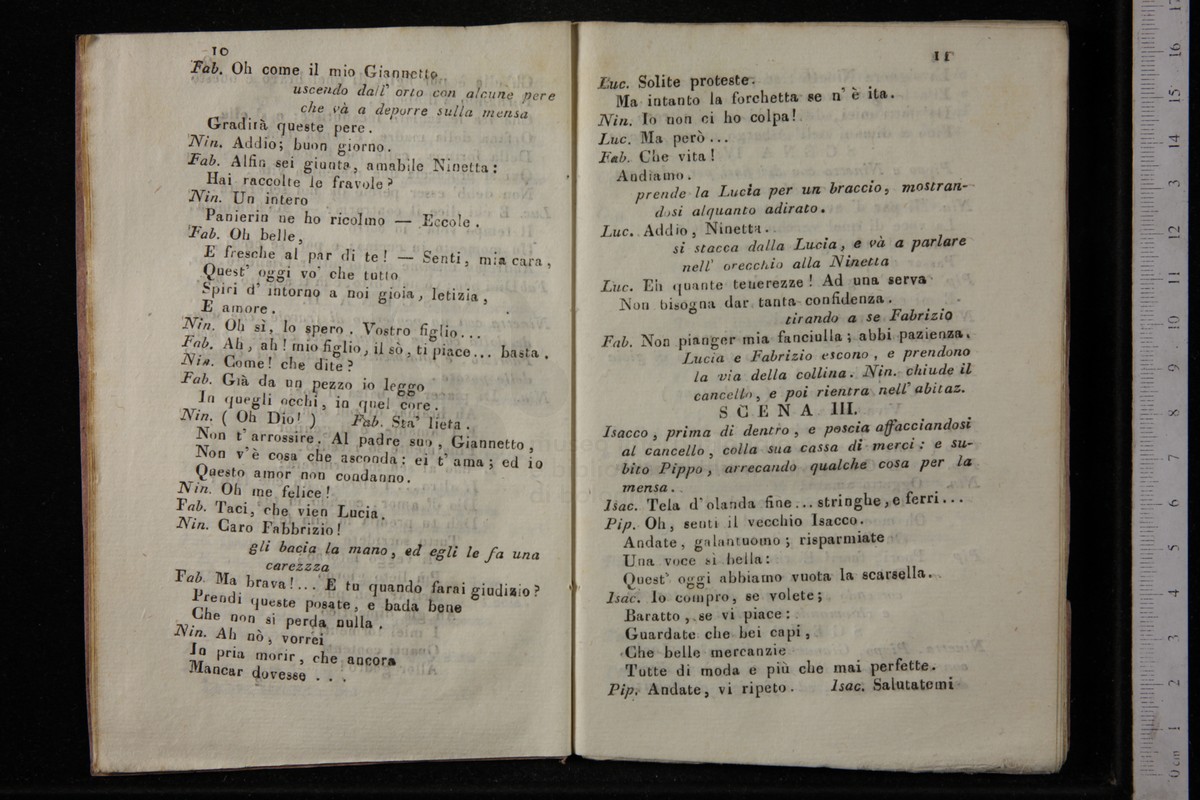 10
Fab. Oh come il mio Giannetto
uscendo dall' orto con alcune pere
che và a deporre sulla mensa
Gradirà queste pere.
Nin. Addio; buon giorno.
Fab. Alfin sei giunta, amabile Ninetta:
Hai raccolte le fravole?
Nin. Un intero
Panierin ne ho ricolmo — Eccole.
Fab. Oh belle,
E fresche al par di te! — Senti, mia cara,
Quest' oggi vo' che tutto
Spiri d' intorno a noi gioia, letizia,
E amore.
Nin. Oh sì, lo spero. Vostro figlio...
Fab. Ah, ah! mio figlio, il sò, ti piace... basta.
Nin. Come! che dite?
Fab. Già da un pezzo io leggo
In quegli occhi, in quel core.
Nin. ( Oh Dio! ) Fab. Sta' lieta.
Non t' arrossire. Al padre suo, Giannetto,
Non v'è cosa che asconda: ei t' ama; ed io
Questo amor non condanno.
Nin. Oh me felice!
Fab. Taci, che vien Lucia.
Nin. Caro Fabbrizio!
gli bacia la mano, ed egli le fa una
carezzza
Fab. Ma brava!... E tu quando farai giudizio?
Prendi queste posate, e bada bene
Che non si perda nulla.
Nin. Ah nò, vorrei
In pria morir, che ancora
Mancar dovesse . . .
11
Luc. Solite proteste.
Ma intanto la forchetta se n' è ita.
Nin. Io non ci ho colpa!
Luc. Ma però...
Fab. Che vita!
Andiamo.
prende la Lucia per un braccio, mostran-
dosi alquanto adirato.
Luc. Addio, Ninetta.
si stacca dalla Lucia, e và a parlare
nell' orecchio alla Ninetta
Luc. Eh quante tenerezze! Ad una serva
Non bisogna dar tanta confidenza.
tirando a se Fabrizio
Fab. Non pianger mia fanciulla; abbi pazienza.
Lucia e Fabrizio escono, e prendono
la via della collina. Nin. chiude il
cancello, e poi rientra nell' abitaz.
SCENA III.
Isacco, prima di dentro, e poscia affacciandosi
al cancello, colla sua cassa di merci: e su-
bito Pippo, arrecando qualche cosa per la
mensa.
Isac. Tela d'olanda fine... stringhe, e ferri...
Pip. Oh, senti il vecchio Isacco.
Andate, galantuomo; risparmiate
Una voce sì bella:
Quest' oggi abbiamo vuota la scarsella.
Isac. Io compro, se volete;
Baratto, se vi piace:
Guardate che bei capi,
Che belle mercanzie
Tutte di moda e più che mai perfette.
Pip. Andate, vi ripeto. Isac. Salutatemi